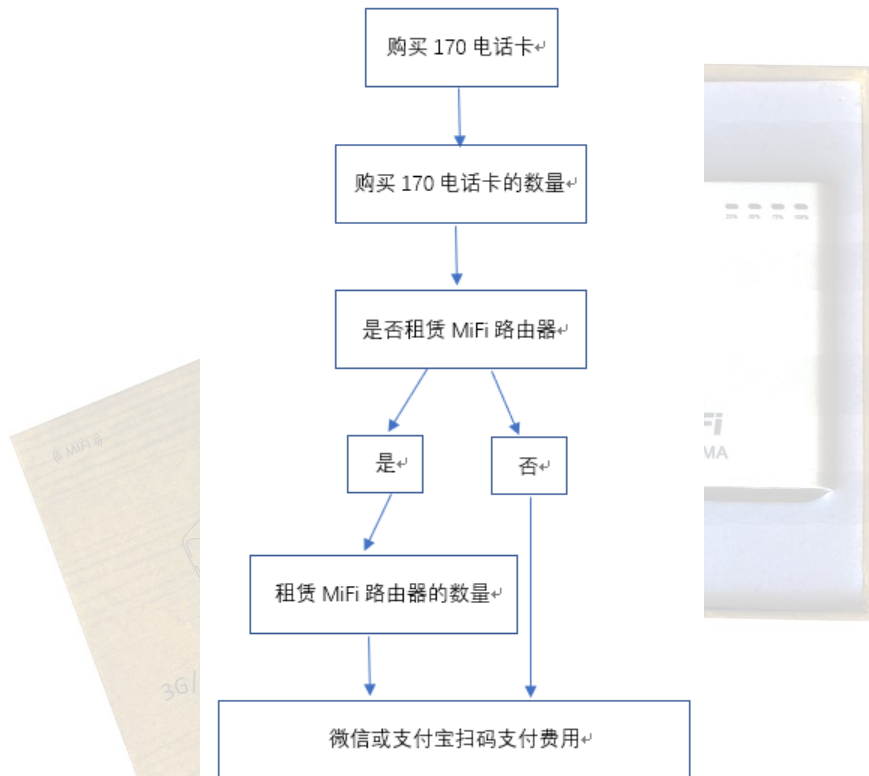 购买 170 电话卡
购买 170 电话卡的数量
是否租赁 MiFi 路由器
是
否
租赁 MiFi 路由器的数量
微信或支付宝扫码支付费用
MiFi
3G/
Fi
MA